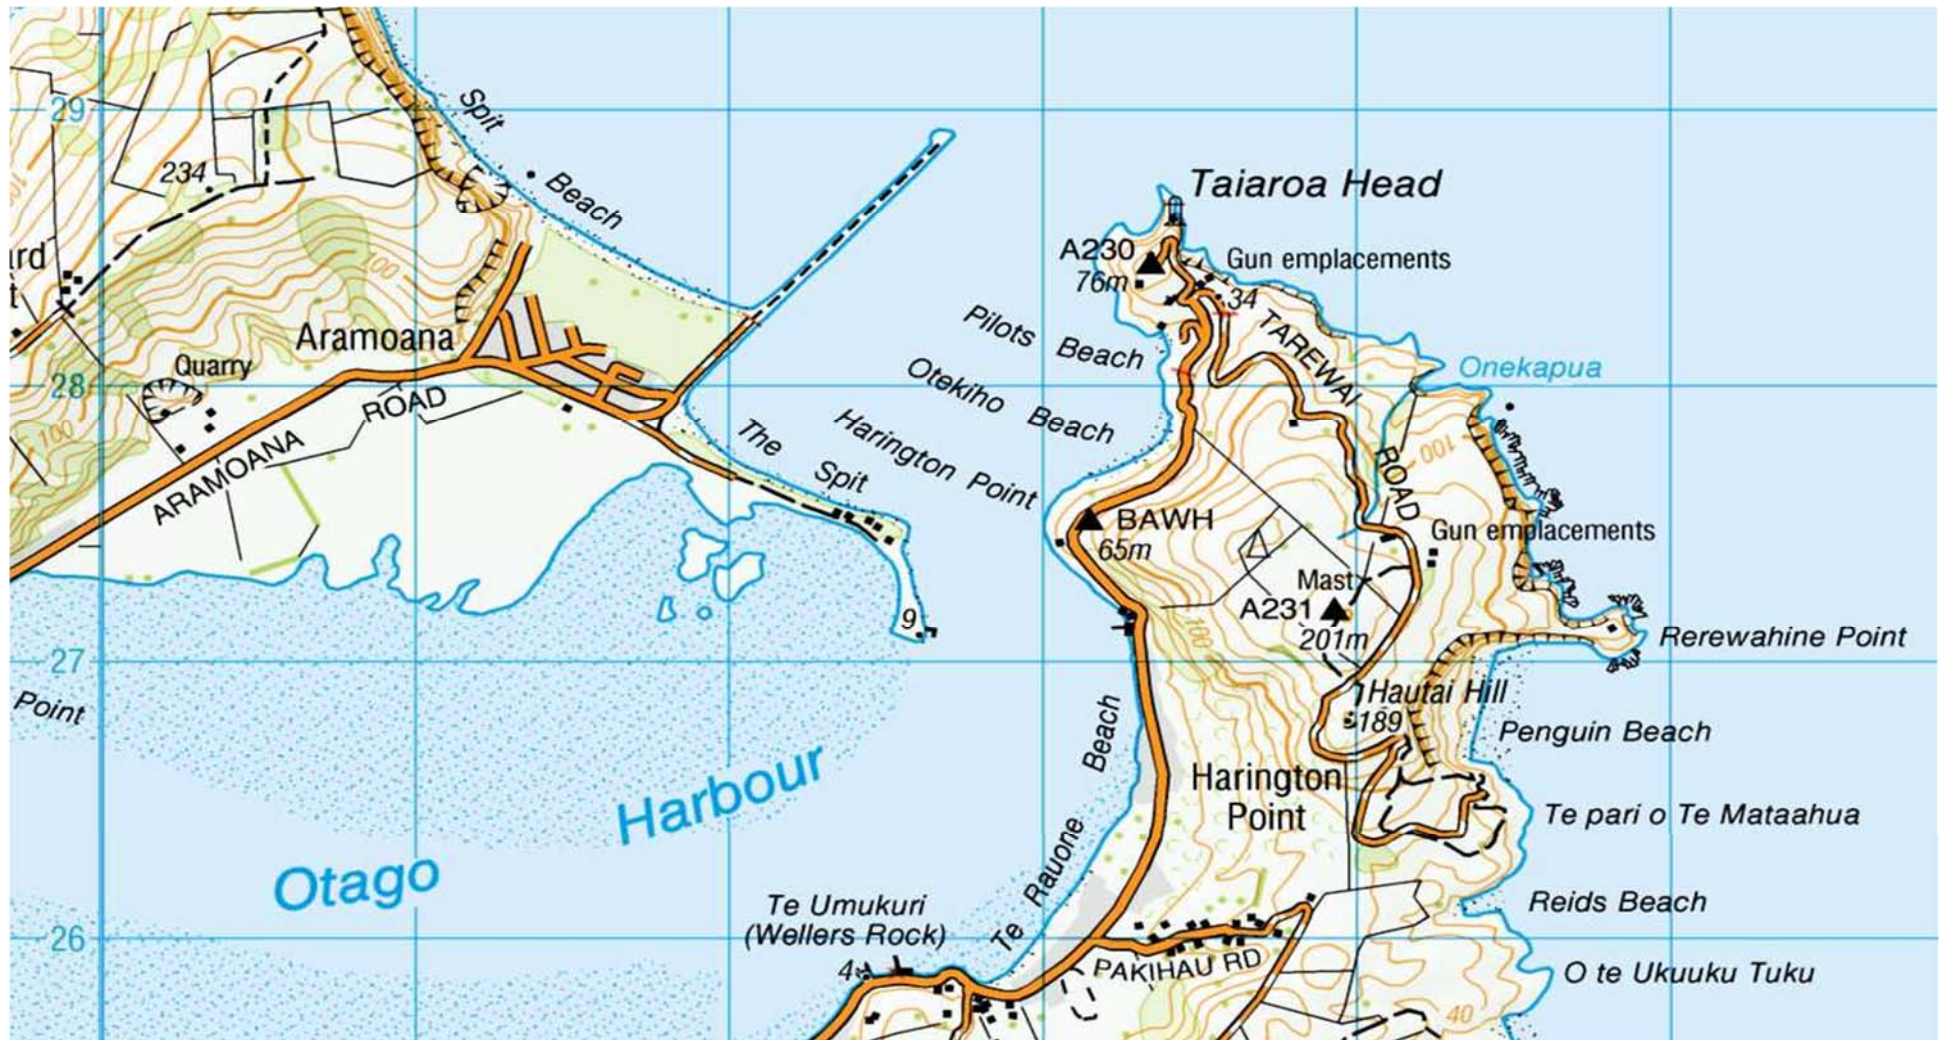 Spit
29
Beach
234
Taiaroa Head
A230
Gun emplacements
76m
34
100
Pilots Beach
TAREWAI
Aramoana
Quarry
Onekapua
28
Otekiho Beach
ROAD
Harington Point
100
The Spit
ROAD
100
ARAMOANA
BAWH
65m
Gun emplacements
Mast
A231
201m
9
100
Rerewahine Point
27
Point
Hautai Hill
189
Penguin Beach
Harbour
Harington
Point
Te pari o Te Mataahua
Otago
Te Rauone Beach
Te Umukuri
(Wellers Rock)
Reids Beach
26
4
PAKIHAU RD
O te Ukuuku Tuku
40